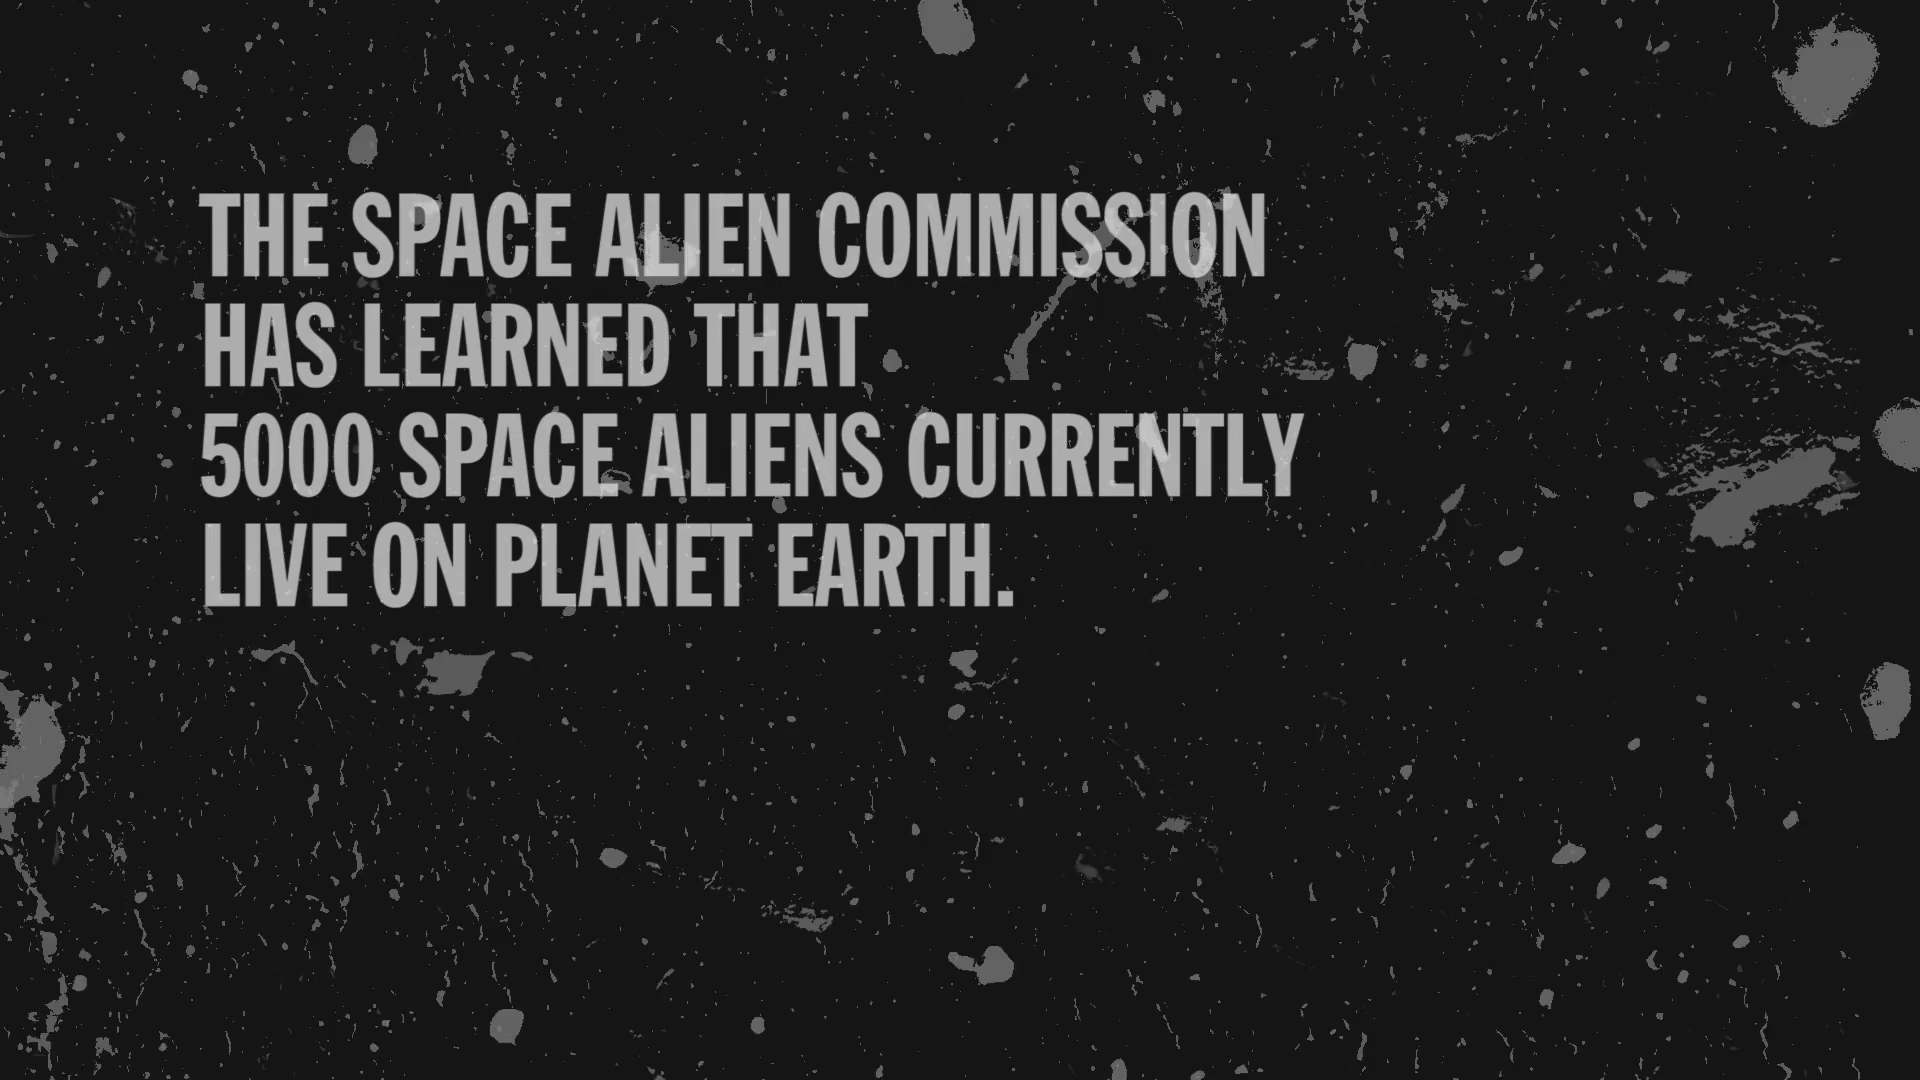 THE SPACE ALIEN COMMISSION
HAS LEARNED THAT
5000 SPACE ALIENS CURRENTLY
LIVE ON PLANET EARTH.